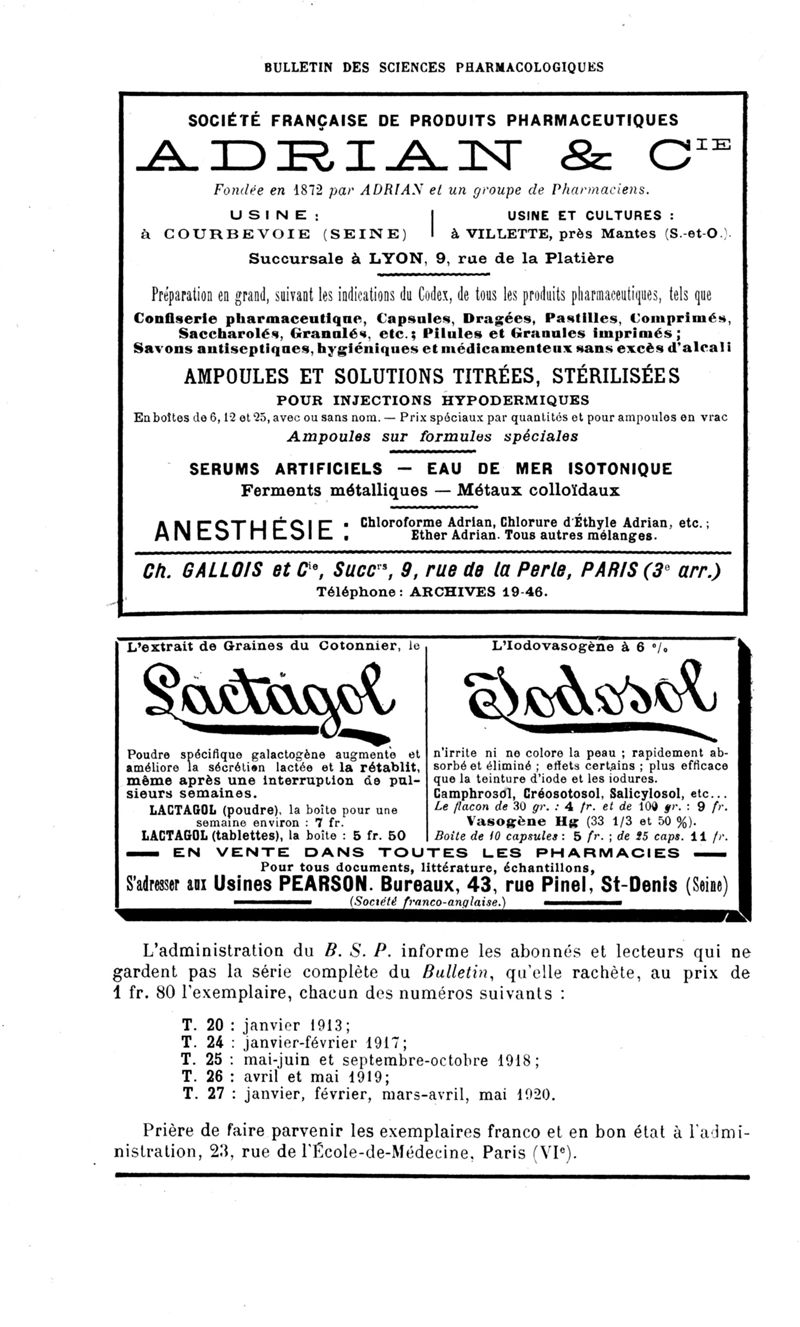 BULLETIN DES SCIENCES PHARMACOLOGIQUES
SOCIÉTÉ FRANÇAISE DE PRODUITS PHARMACEUTIQUES
ADRIAN & CIE
Fondée en 1872 par ADRIAN et un groupe de Pharmaciens.
USINE :
à COURBEVOIE (SEINE)
USINE ET CULTURES :
à VILLETTE, près Mantes (S.-et-O.).
Succursale à LYON, 9, rue de la Platière
Préparation en grand, suivant les indications du Codex, de tous les produits pharmaceutiques, tels que
Confiserie pharmaceutique, Capsules, Dragées, Pastilles, Comprimés,
Saccharolés, Granulés, etc.; Pilules et Granules imprimés;
Savons antiseptiques, hygiéniques et médicamenteux sans excès d'alcali
AMPOULES ET SOLUTIONS TITRÉES, STÉRILISÉES
POUR INJECTIONS HYPODERMIQUES
En boîtes de 6, 12 et 25, avec ou sans nom. — Prix spéciaux par quantités et pour ampoules en vrac
Ampoules sur formules spéciales
SERUMS ARTIFICIELS — EAU DE MER ISOTONIQUE
Ferments métalliques — Métaux colloïdaux
ANESTHÉSIE : Chloroforme Adrian, Chlorure d'Éthyle Adrian, etc.;
Ether Adrian. Tous autres mélanges.
Ch. GALLOIS et Cie, Succrs, 9, rue de la Perle, PARIS (3e arr.)
Téléphone : ARCHIVES 19-46.
L'extrait de Graines du Cotonnier, le
Lactagol
Poudre spécifique galactogène augmente et
améliore la sécrétion lactée et la rétablit,
même après une interruption de plu-
sieurs semaines.
LACTAGOL (poudre), la boîte pour une
semaine environ : 7 fr.
LACTAGOL (tablettes), la boîte : 5 fr. 50
L'Iodovasogène à 6 %
Iodosol
n'irrite ni ne colore la peau ; rapidement ab-
sorbé et éliminé ; effets certains ; plus efficace
que la teinture d'iode et les iodures.
Camphrosol, Créosotosol, Salicylosol, etc...
Le flacon de 30 gr. : 4 fr. et de 100 gr. : 9 fr.
Vasogène Hg (33 1/3 et 50 %).
Boite de 10 capsules : 5 fr. ; de 25 caps. 11 fr.
EN VENTE DANS TOUTES LES PHARMACIES
Pour tous documents, littérature, échantillons,
S'adresser aux Usines PEARSON. Bureaux, 43, rue Pinel, St-Denis (Seine)
(Société franco-anglaise.)
L'administration du B. S. P. informe les abonnés et lecteurs qui ne
gardent pas la série complète du Bulletin, qu'elle rachète, au prix de
1 fr. 80 l'exemplaire, chacun des numéros suivants :
T. 20 : janvier 1913;
T. 24 : janvier-février 1917;
T. 25 : mai-juin et septembre-octobre 1918;
T. 26 : avril et mai 1919;
T. 27 : janvier, février, mars-avril, mai 1920.
Prière de faire parvenir les exemplaires franco et en bon état à l'admi-
nistration, 23, rue de l'École-de-Médecine, Paris (VIe).